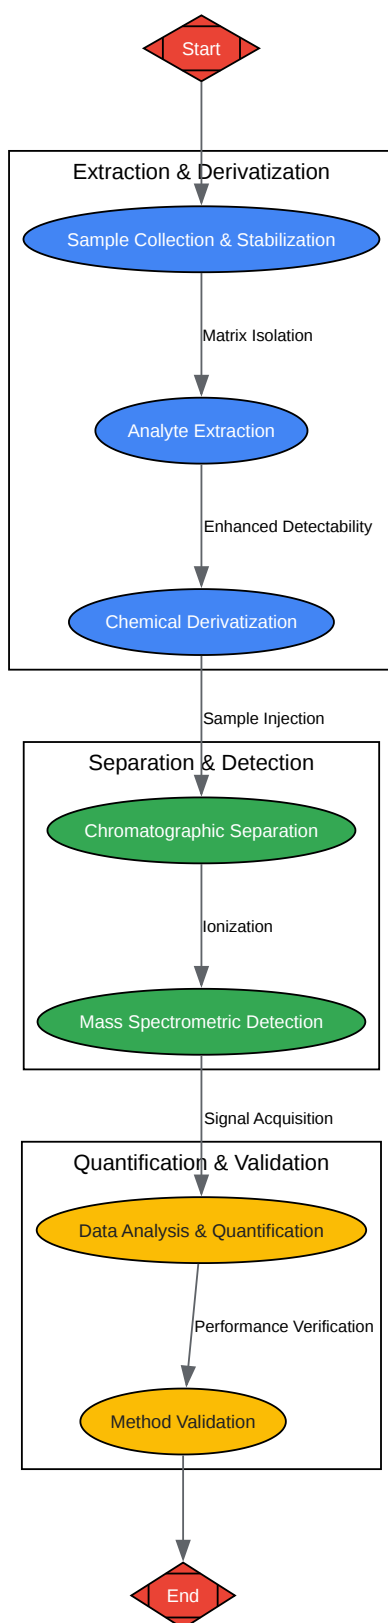 Start
Extraction & Derivatization
Sample Collection & Stabilization
Matrix Isolation
Analyte Extraction
Enhanced Detectability
Chemical Derivatization
Sample Injection
Separation & Detection
Chromatographic Separation
Ionization
Mass Spectrometric Detection
Signal Acquisition
Quantification & Validation
Data Analysis & Quantification
Performance Verification
Method Validation
End